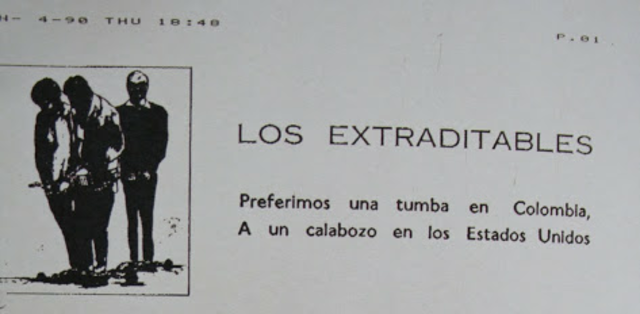 N- 4-90 THU 18:48
P.01
LOS EXTRADITABLES
Preferimos una tumba en Colombia,
A un calabozo en los Estados Unidos